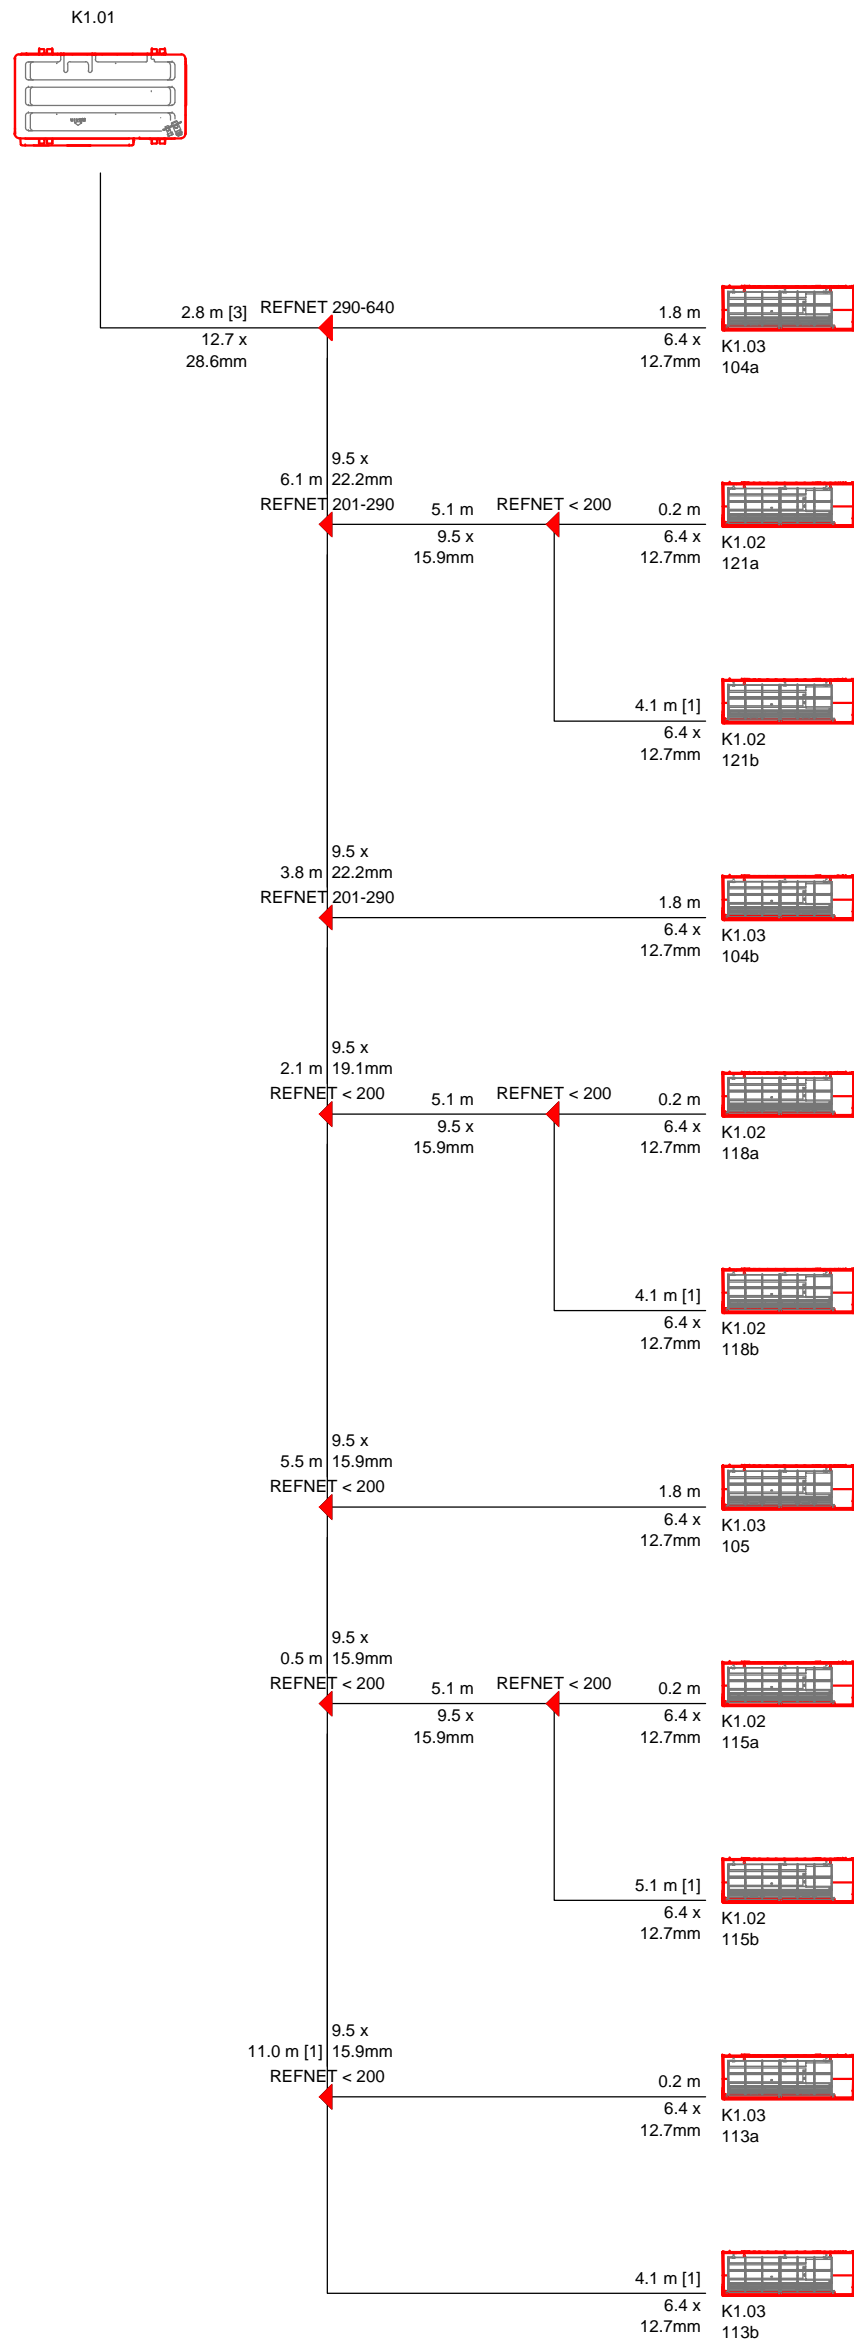 K1.01
2.8 m [3]
REFNET 290-640
1.8 m
12.7 x
28.6mm
6.4 x
12.7mm
K1.03
104a
9.5 x
6.1 m 22.2mm
REFNET 201-290
5.1 m
REFNET < 200
0.2 m
9.5 x
15.9mm
6.4 x
12.7mm
K1.02
121a
4.1 m [1]
6.4 x
12.7mm
K1.02
121b
9.5 x
3.8 m 22.2mm
REFNET 201-290
1.8 m
6.4 x
12.7mm
K1.03
104b
9.5 x
2.1 m 19.1mm
REFNET < 200
5.1 m
REFNET < 200
0.2 m
9.5 x
15.9mm
6.4 x
12.7mm
K1.02
118a
4.1 m [1]
6.4 x
12.7mm
K1.02
118b
9.5 x
5.5 m 15.9mm
REFNET < 200
1.8 m
6.4 x
12.7mm
K1.03
105
9.5 x
0.5 m 15.9mm
REFNET < 200
5.1 m
REFNET < 200
0.2 m
9.5 x
15.9mm
6.4 x
12.7mm
K1.02
115a
5.1 m [1]
6.4 x
12.7mm
K1.02
115b
9.5 x
11.0 m [1] 15.9mm
REFNET < 200
0.2 m
6.4 x
12.7mm
K1.03
113a
4.1 m [1]
6.4 x
12.7mm
K1.03
113b